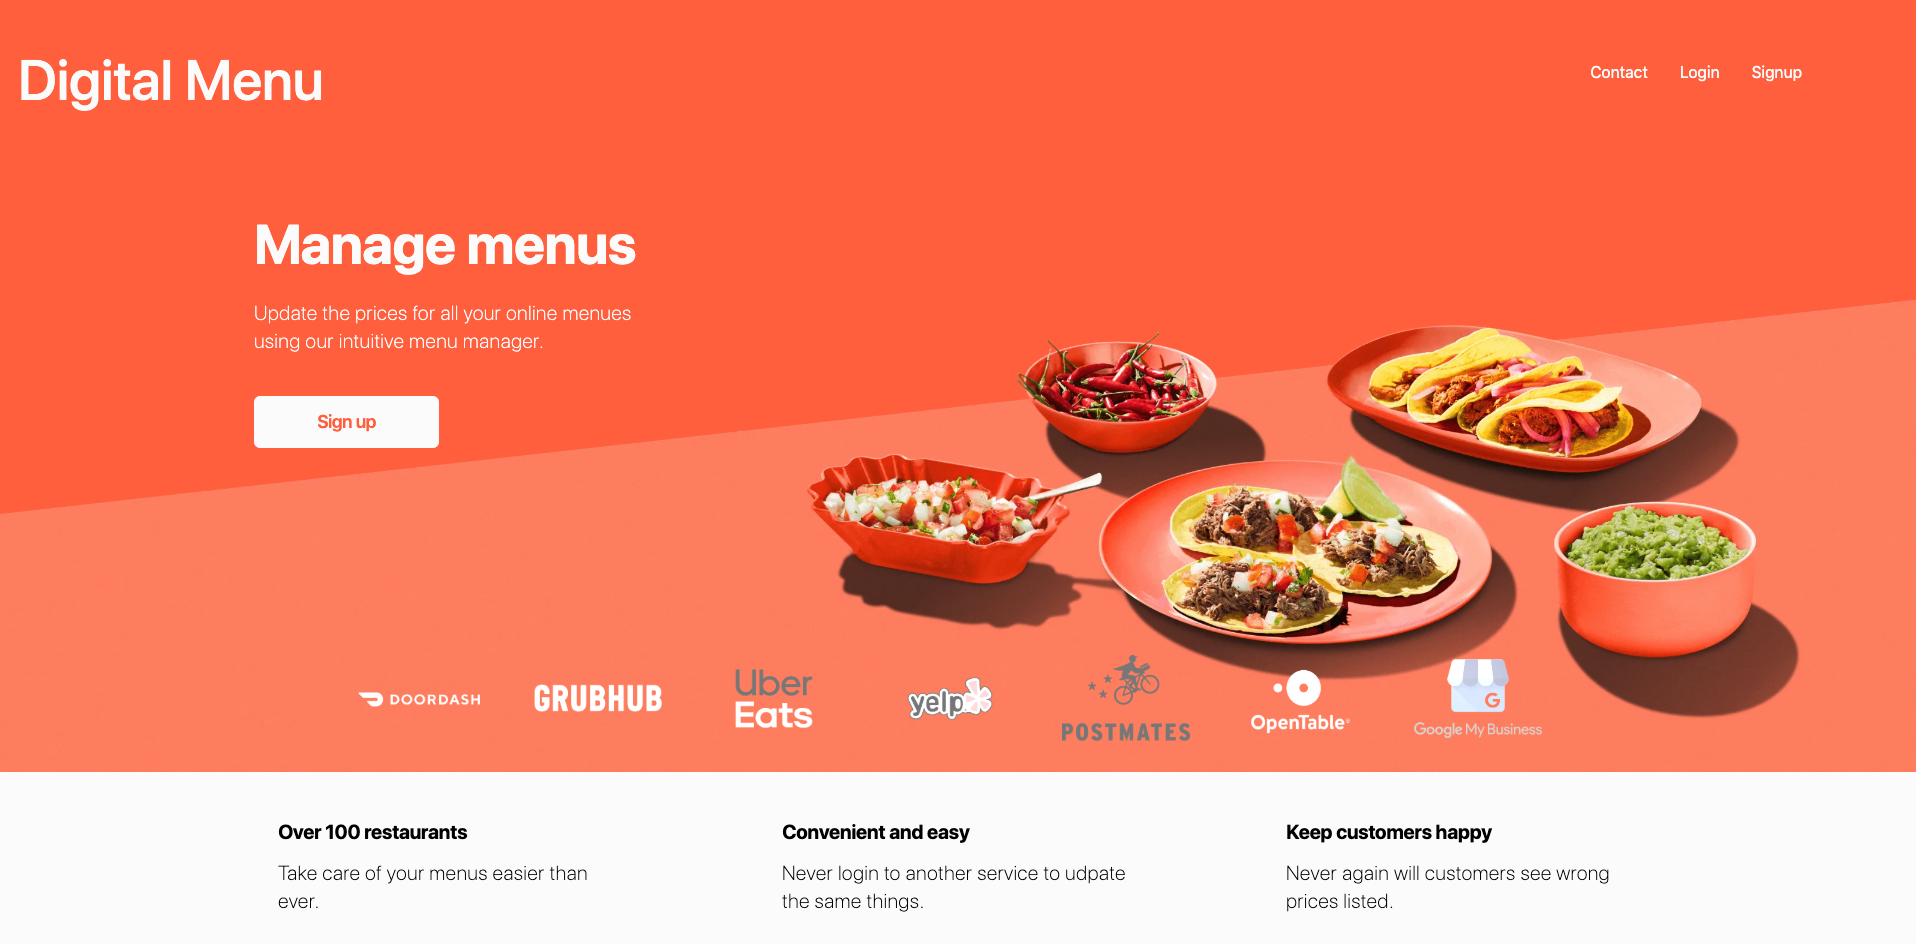 Digital Menu
Contact Login Signup
Manage menus
Update the prices for all your online menues
using our intuitive menu manager.
Sign up
DOORDASH
GRUBHUB
Uber
Eats
yelp
POSTMATES
OpenTable®
G
Google My Business
Over 100 restaurants
Take care of your menus easier than
ever.
Convenient and easy
Never login to another service to udpate
the same things.
Keep customers happy
Never again will customers see wrong
prices listed.